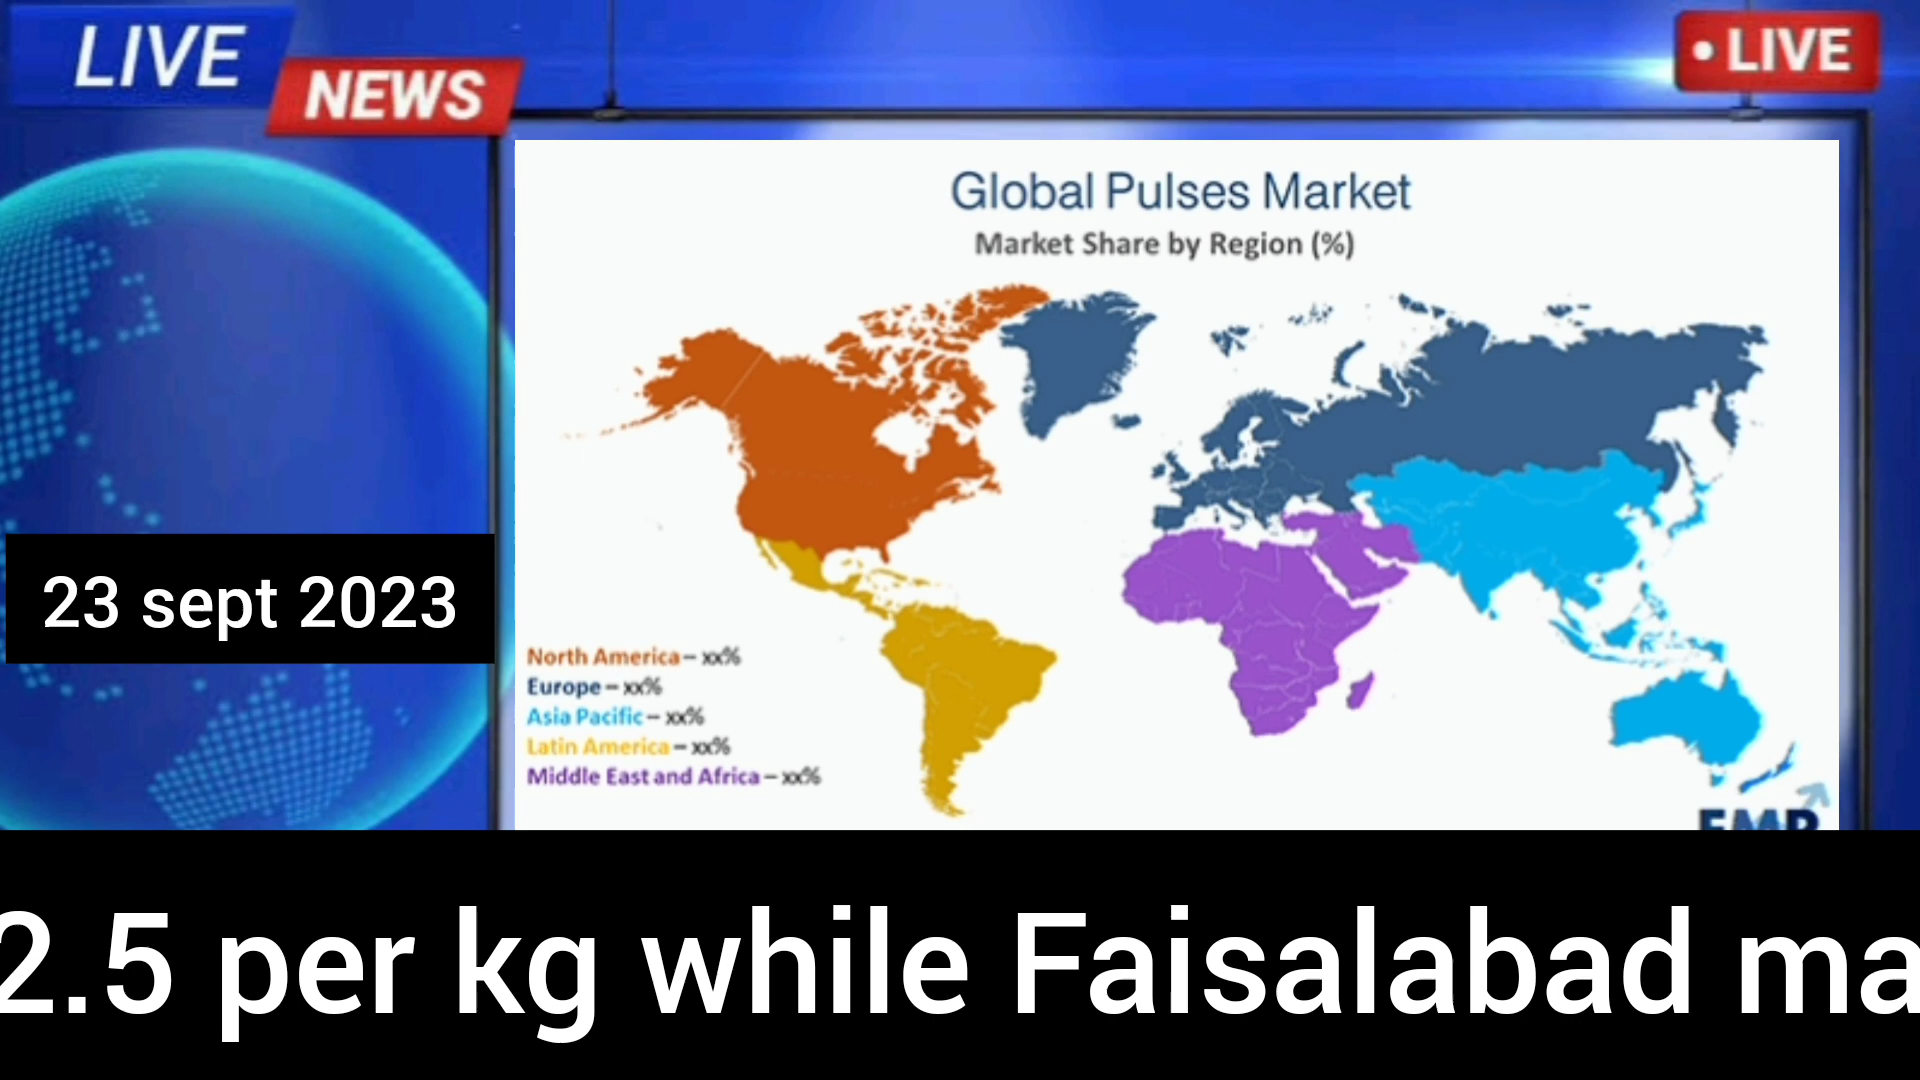 LIVE
NEWS
• LIVE
Global Pulses Market
Market Share by Region (%)
23 sept 2023
North America – xx%
Europe – xx%
Asia Pacific – xx%
Latin America – xx%
Middle East and Africa – xx%
EMR
2.5 per kg while Faisalabad ma